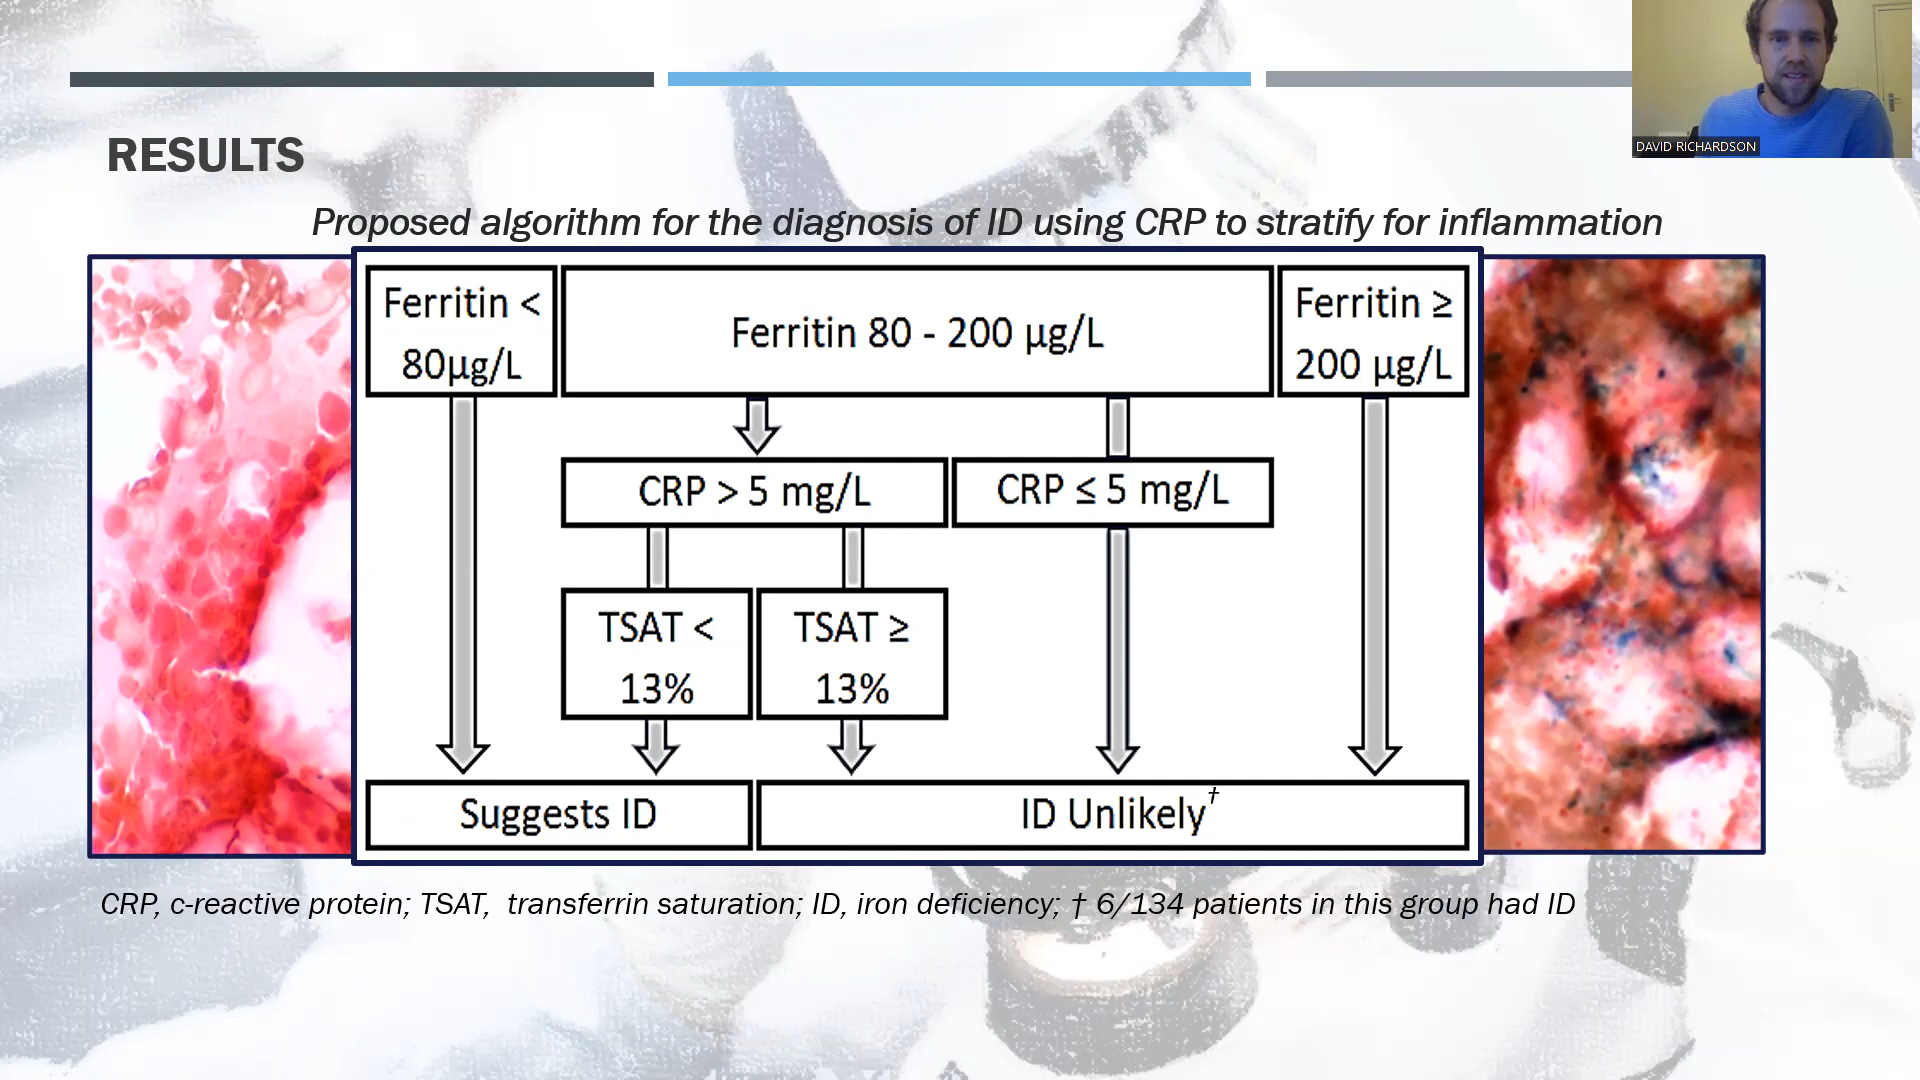 DAVID RICHARDSON
RESULTS
Proposed algorithm for the diagnosis of ID using CRP to stratify for inflammation
Ferritin <
80µg/L
Ferritin 80 - 200 µg/L
Ferritin ≥
200 µg/L
CRP > 5 mg/L
CRP ≤ 5 mg/L
TSAT <
13%
TSAT ≥
13%
Suggests ID
ID Unlikely†
CRP, c-reactive protein; TSAT, transferrin saturation; ID, iron deficiency; † 6/134 patients in this group had ID